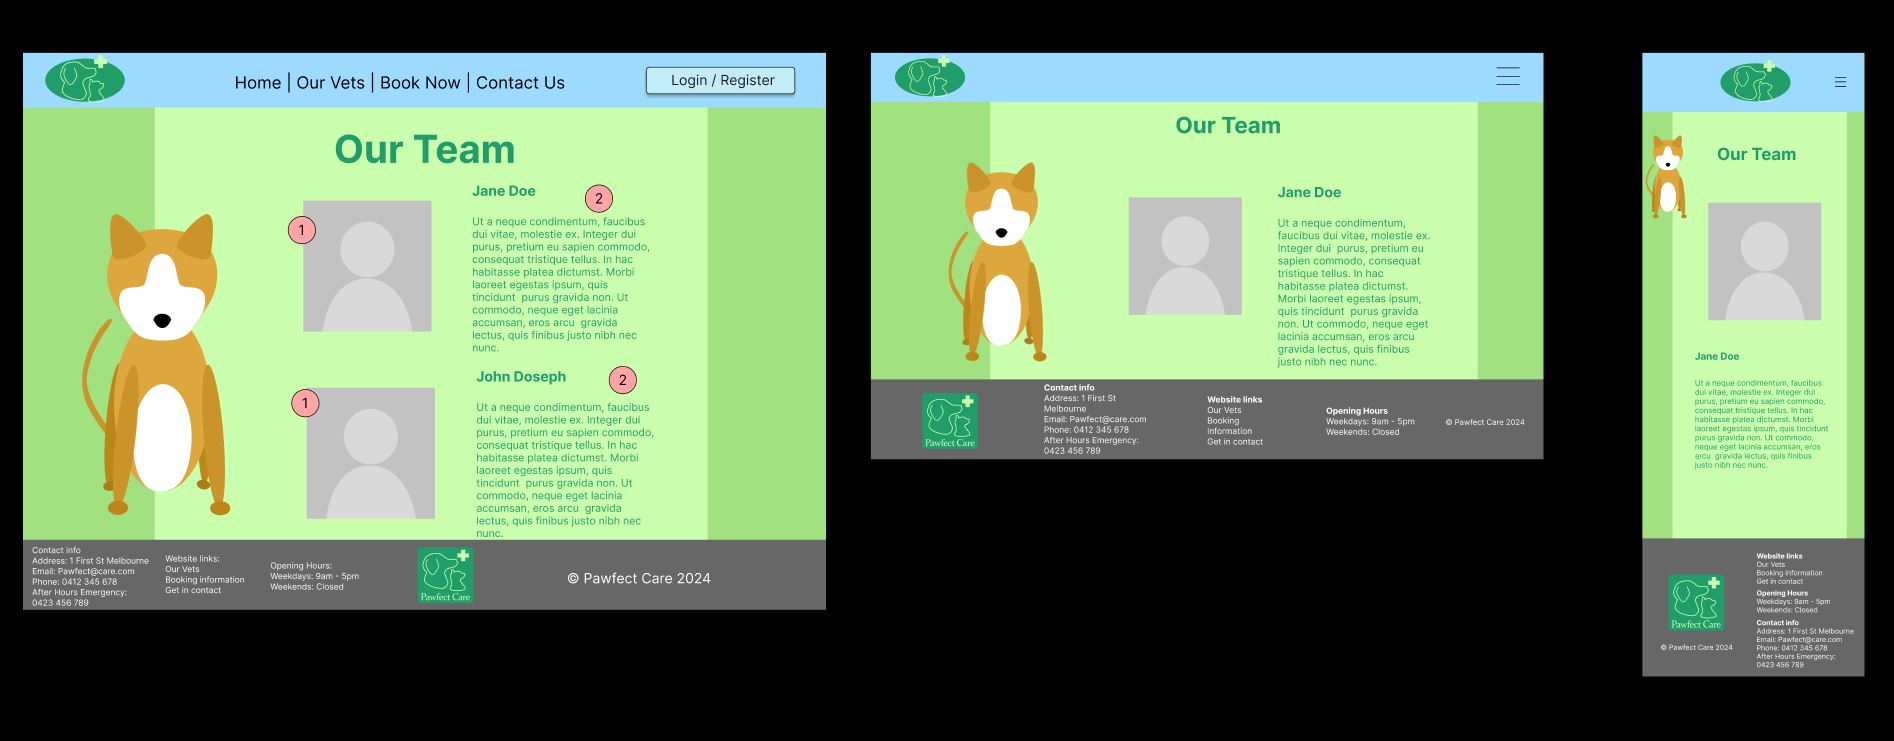 Home | Our Vets | Book Now | Contact Us
Login / Register
Our Team
1
Jane Doe
2
Ut a neque condimentum, faucibus
dui vitae, molestie ex. Integer dui
purus, pretium eu sapien commodo,
consequat tristique tellus. In hac
habitasse platea dictumst. Morbi
laoreet egestas ipsum, quis
tincidunt purus gravida non. Ut
commodo, neque eget lacinia
accumsan, eros arcu gravida
lectus, quis finibus justo nibh nec
nunc.
1
John Doseph
2
Ut a neque condimentum, faucibus
dui vitae, molestie ex. Integer dui
purus, pretium eu sapien commodo,
consequat tristique tellus. In hac
habitasse platea dictumst. Morbi
laoreet egestas ipsum, quis
tincidunt purus gravida non. Ut
commodo, neque eget lacinia
accumsan, eros arcu gravida
lectus, quis finibus justo nibh nec
nunc.
Contact info
Address: 1 First St Melbourne
Email: Pawfect@care.com
Phone: 0412 345 678
After Hours Emergency:
0423 456 789
Website links:
Our Vets
Booking information
Get in contact
Opening Hours:
Weekdays: 9am - 5pm
Weekends: Closed
Pawfect Care
© Pawfect Care 2024
Our Team
Jane Doe
Ut a neque condimentum,
faucibus dui vitae, molestie ex.
Integer dui purus, pretium eu
sapien commodo, consequat
tristique tellus. In hac
habitasse platea dictumst.
Morbi laoreet egestas ipsum,
quis tincidunt purus gravida
non. Ut commodo, neque eget
lacinia accumsan, eros arcu
gravida lectus, quis finibus
justo nibh nec nunc.
Pawfect Care
Contact info
Address: 1 First St
Melbourne
Email: Pawfect@care.com
Phone: 0412 345 678
After Hours Emergency:
0423 456 789
Website links
Our Vets
Booking
information
Get in contact
Opening Hours
Weekdays: 9am - 5pm
Weekends: Closed
© Pawfect Care 2024
Our Team
Jane Doe
Ut a neque condimentum, faucibus
dui vitae, molestie ex. Integer dui
purus, pretium eu sapien commodo,
consequat tristique tellus. In hac
habitasse platea dictumst. Morbi
laoreet egestas ipsum, quis tincidunt
purus gravida non. Ut commodo,
neque eget lacinia accumsan, eros
arcu gravida lectus, quis finibus
justo nibh nec nunc.
Pawfect Care
© Pawfect Care 2024
Website links
Our Vets
Booking information
Get in contact
Opening Hours
Weekdays: 9am - 5pm
Weekends: Closed
Contact info
Address: 1 First St Melbourne
Email: Pawfect@care.com
Phone: 0412 345 678
After Hours Emergency:
0423 456 789